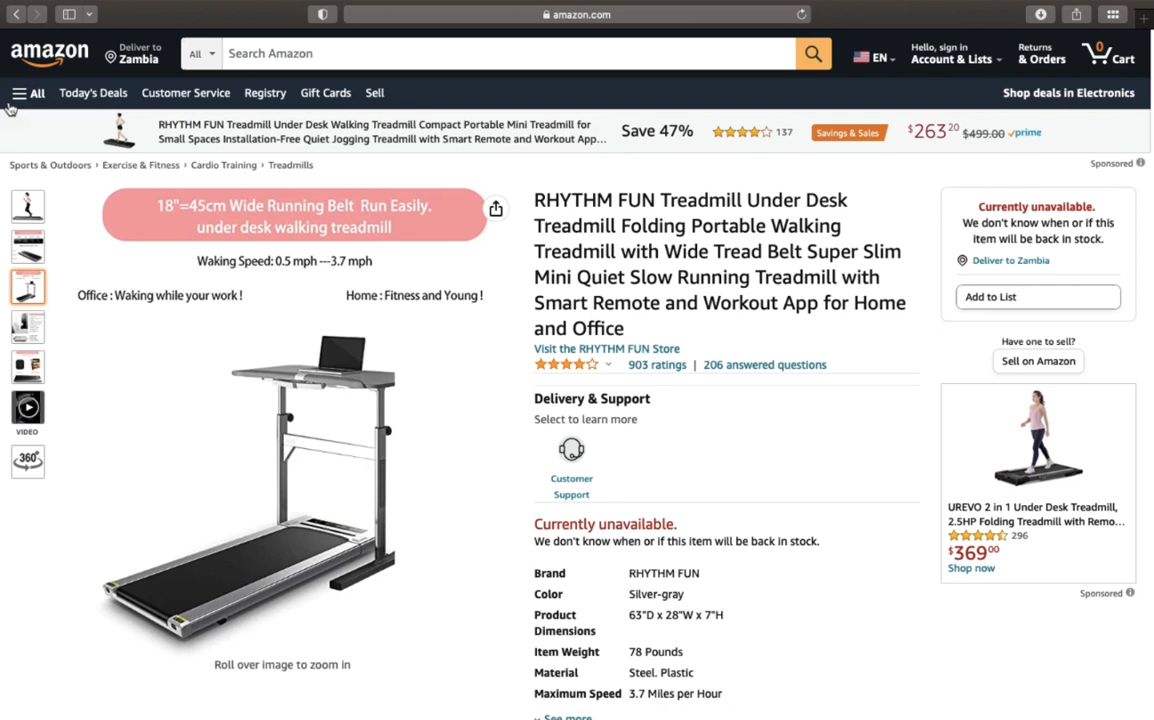 amazon.com
amazon
Deliver to
Zambia
All
Search Amazon
EN
Hello, sign in
Account & Lists
Returns
& Orders
0
Cart
All
Today's Deals
Customer Service
Registry
Gift Cards
Sell
Shop deals in Electronics
RHYTHM FUN Treadmill Under Desk Walking Treadmill Compact Portable Mini Treadmill for
Small Spaces Installation-Free Quiet Jogging Treadmill with Smart Remote and Workout App...
Save 47%
137
Savings & Sales
$26320 $499.00 prime
Sports & Outdoors › Exercise & Fitness › Cardio Training › Treadmills
Sponsored
18"=45cm Wide Running Belt Run Easily.
under desk walking treadmill
Waking Speed: 0.5 mph ---3.7 mph
Office : Waking while your work !
Home : Fitness and Young !
VIDEO
360°
Roll over image to zoom in
RHYTHM FUN Treadmill Under Desk
Treadmill Folding Portable Walking
Treadmill with Wide Tread Belt Super Slim
Mini Quiet Slow Running Treadmill with
Smart Remote and Workout App for Home
and Office
Visit the RHYTHM FUN Store
903 ratings | 206 answered questions
Delivery & Support
Select to learn more
Customer
Support
Currently unavailable.
We don't know when or if this item will be back in stock.
Brand RHYTHM FUN
Color Silver-gray
Product Dimensions 63"D x 28"W x 7"H
Item Weight 78 Pounds
Material Steel. Plastic
Maximum Speed 3.7 Miles per Hour
See more
Currently unavailable.
We don't know when or if this
item will be back in stock.
Deliver to Zambia
Add to List
Have one to sell?
Sell on Amazon
UREVO 2 in 1 Under Desk Treadmill,
2.5HP Folding Treadmill with Remo...
296
$36900
Shop now
Sponsored